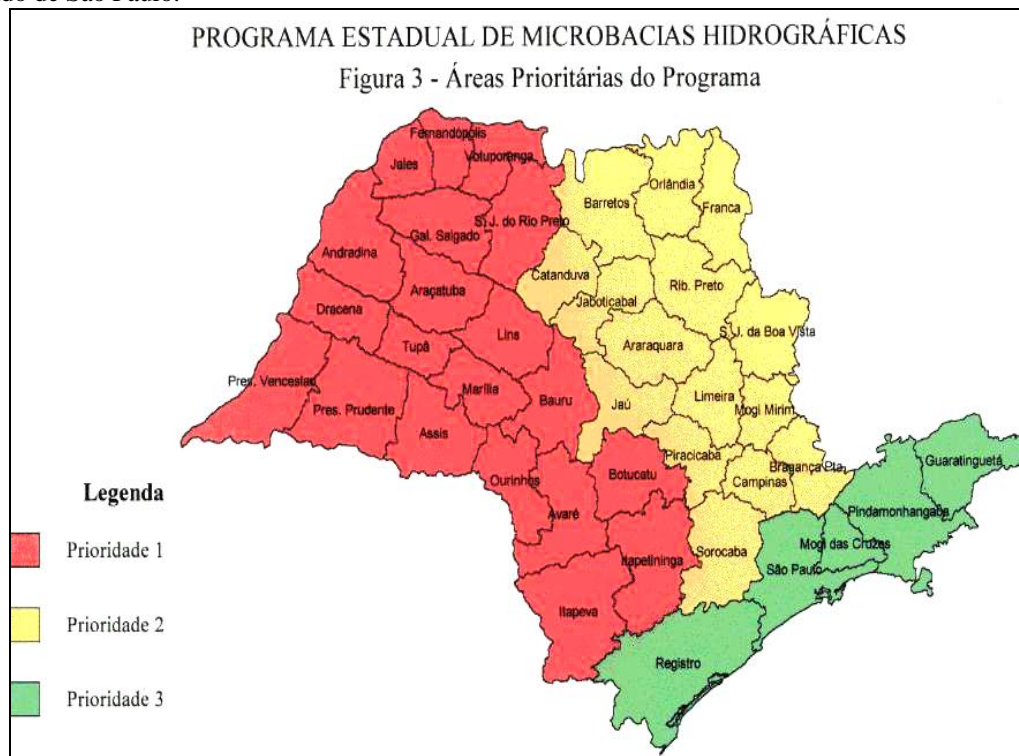 do de São Paulo.
PROGRAMA ESTADUAL DE MICROBACIAS HIDROGRÁFICAS
Figura 3 - Áreas Prioritárias do Programa
Fernandópolis
Jales
Votuporanga
Gal. Salgado
S. J. do Rio Preto
Andradina
Araçatuba
Dracena
Lins
Tupã
Marília
Pres. Venceslau
Pres. Prudente
Assis
Bauru
Ourinhos
Avaré
Botucatu
Itapetininga
Itapeva
Barretos
Orlândia
Franca
Catanduva
Jaboticabal
Rib. Preto
S. J. da Boa Vista
Araraquara
Jaú
Limeira
Mogi Mirim
Piracicaba
Campinas
Bragança Pta.
Sorocaba
Guaratinguetá
Pindamonhangaba
Mogi das Cruzes
São Paulo
Registro
Legenda
Prioridade 1
Prioridade 2
Prioridade 3